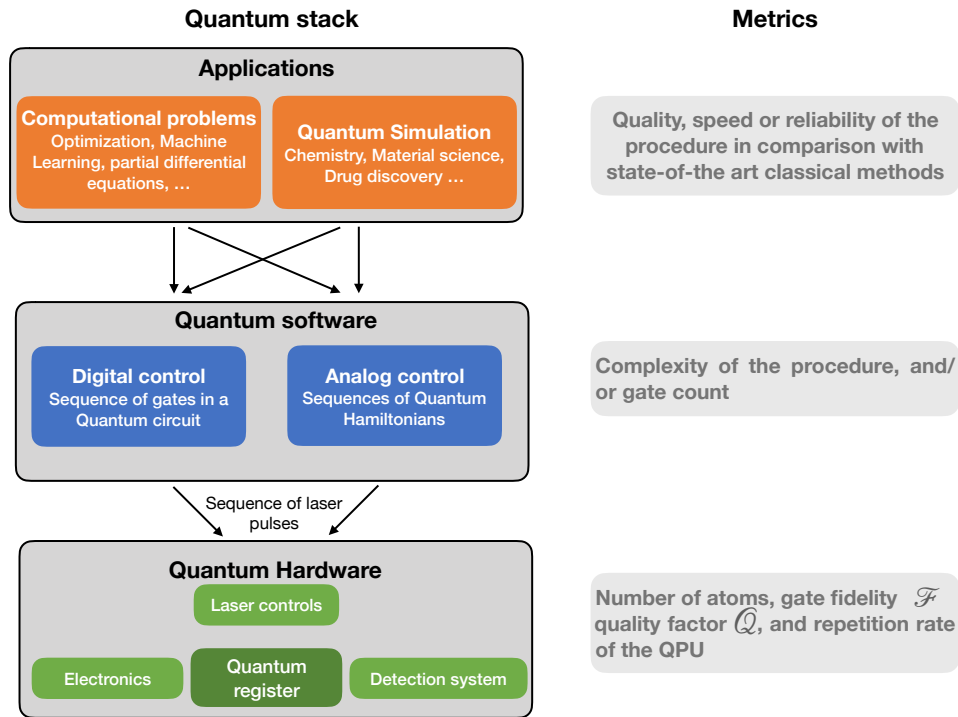 Quantum stack
Metrics
Applications
Computational problems
Optimization, Machine
Learning, partial differential
equations, …
Quantum Simulation
Chemistry, Material science,
Drug discovery …
Quality, speed or reliability of the
procedure in comparison with
state-of-the art classical methods
Quantum software
Digital control
Sequence of gates in a
Quantum circuit
Analog control
Sequences of Quantum
Hamiltonians
Complexity of the procedure, and/
or gate count
Sequence of laser
pulses
Quantum Hardware
Laser controls
Electronics
Quantum
register
Detection system
Number of atoms, gate fidelity ℱ
quality factor 𝒬, and repetition rate
of the QPU